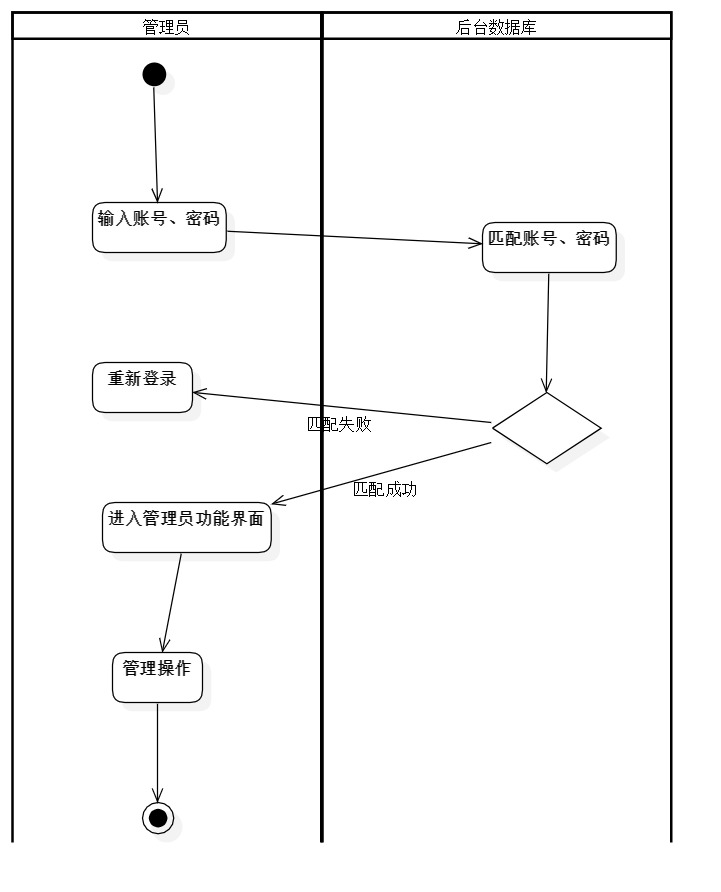 管理员
后台数据库
输入账号、密码
匹配账号、密码
重新登录
匹配失败
匹配成功
进入管理员功能界面
管理操作